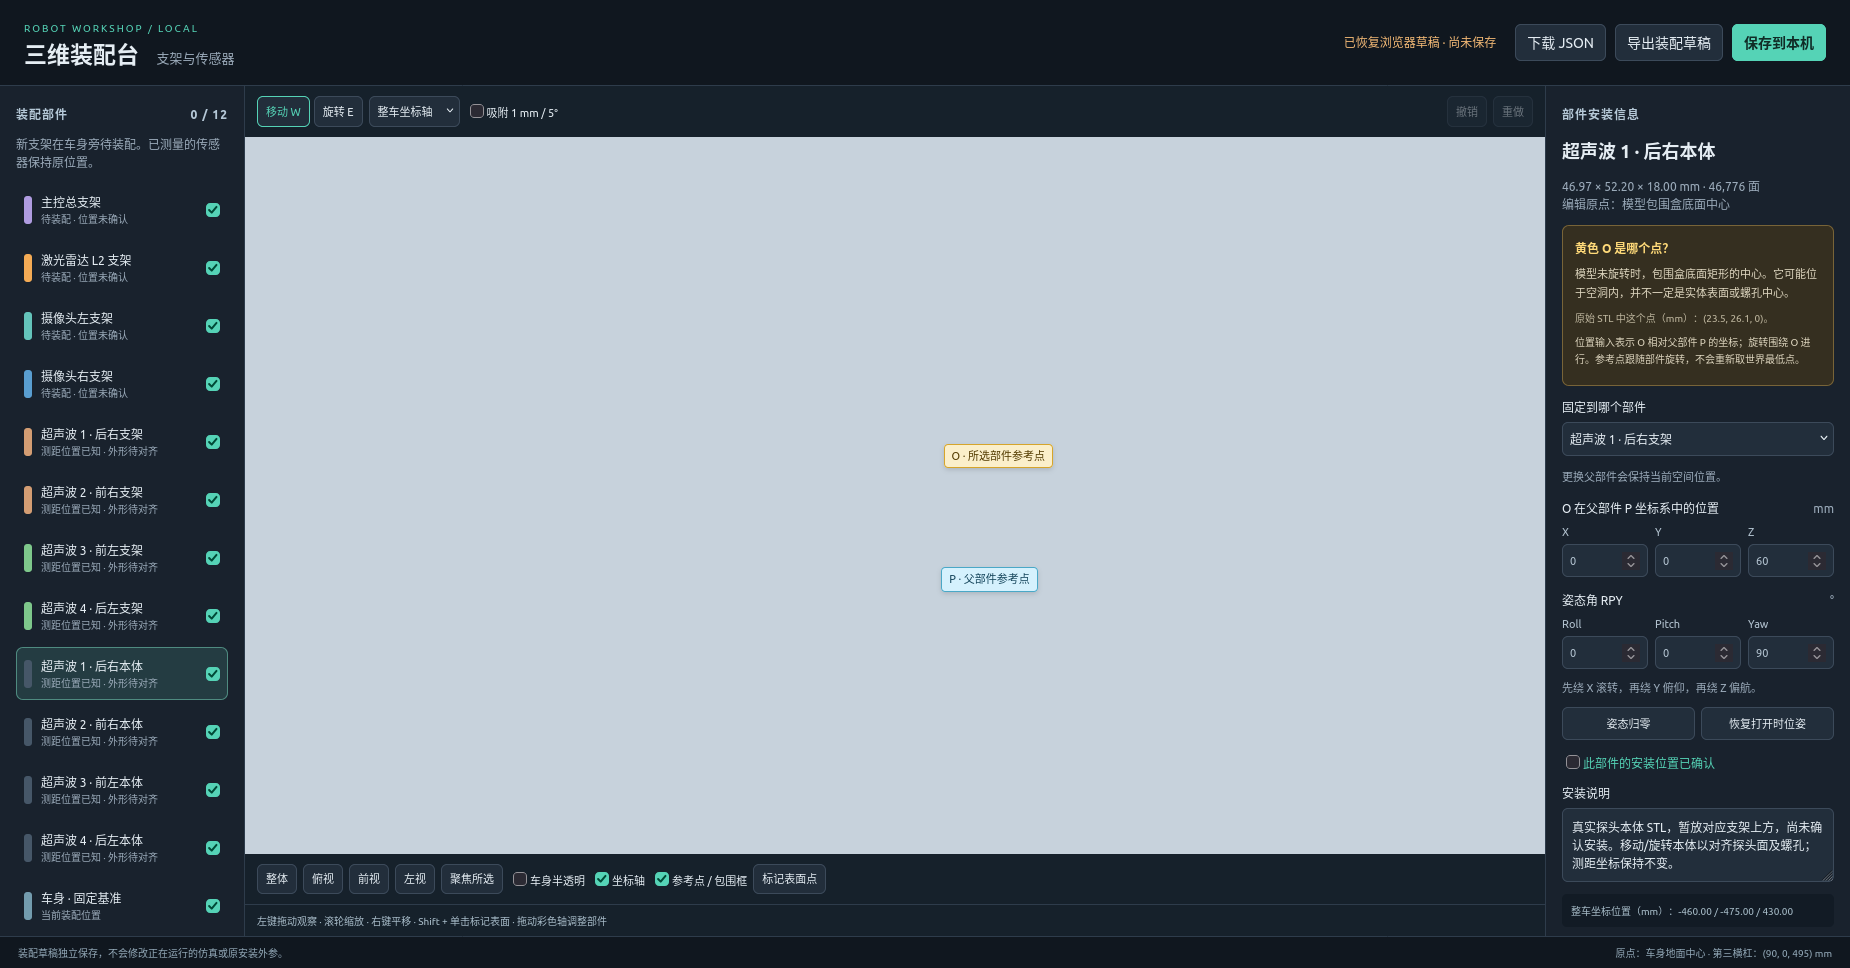 ROBOT WORKSHOP / LOCAL
三维装配台 支架与传感器
已恢复浏览器草稿 · 尚未保存
下载 JSON
导出装配草稿
保存到本机
装配部件 0 / 12
新支架在车身旁待装配。已测量的传感
器保持原位置。
主控总支架
待装配 · 位置未确认
激光雷达 L2 支架
待装配 · 位置未确认
摄像头左支架
待装配 · 位置未确认
摄像头右支架
待装配 · 位置未确认
超声波 1 · 后右支架
测距位置已知 · 外形待对齐
超声波 2 · 前右支架
测距位置已知 · 外形待对齐
超声波 3 · 前左支架
测距位置已知 · 外形待对齐
超声波 4 · 后左支架
测距位置已知 · 外形待对齐
超声波 1 · 后右本体
测距位置已知 · 外形待对齐
超声波 2 · 前右本体
测距位置已知 · 外形待对齐
超声波 3 · 前左本体
测距位置已知 · 外形待对齐
超声波 4 · 后左本体
测距位置已知 · 外形待对齐
车身 · 固定基准
当前装配位置
移动 W
旋转 E
整车坐标轴
吸附 1 mm / 5°
撤销
重做
O · 所选部件参考点
P · 父部件参考点
整体
俯视
前视
左视
聚焦所选
车身半透明
坐标轴
参考点 / 包围框
标记表面点
左键拖动观察 · 滚轮缩放 · 右键平移 · Shift + 单击标记表面 · 拖动彩色轴调整部件
部件安装信息
超声波 1 · 后右本体
46.97 × 52.20 × 18.00 mm · 46,776 面
编辑原点：模型包围盒底面中心
黄色 O 是哪个点？
模型未旋转时，包围盒底面矩形的中心。它可能位
于空洞内，并不一定是实体表面或螺孔中心。
原始 STL 中这个点（mm）：(23.5, 26.1, 0)。
位置输入表示 O 相对父部件 P 的坐标；旋转围绕 O 进
行。参考点跟随部件旋转，不会重新取世界最低点。
固定到哪个部件
超声波 1 · 后右支架
更换父部件会保持当前空间位置。
O 在父部件 P 坐标系中的位置 mm
X Y Z
0 0 60
姿态角 RPY °
Roll Pitch Yaw
0 0 90
先绕 X 滚转，再绕 Y 俯仰，再绕 Z 偏航。
姿态归零
恢复打开时位姿
此部件的安装位置已确认
安装说明
真实探头本体 STL，暂放对应支架上方，尚未确
认安装。移动/旋转本体以对齐探头面及螺孔；
测距坐标保持不变。
整车坐标位置（mm）：-460.00 / -475.00 / 430.00
装配草稿独立保存，不会修改正在运行的仿真或原安装外参。
原点：车身地面中心 · 第三横杠：(90, 0, 495) mm